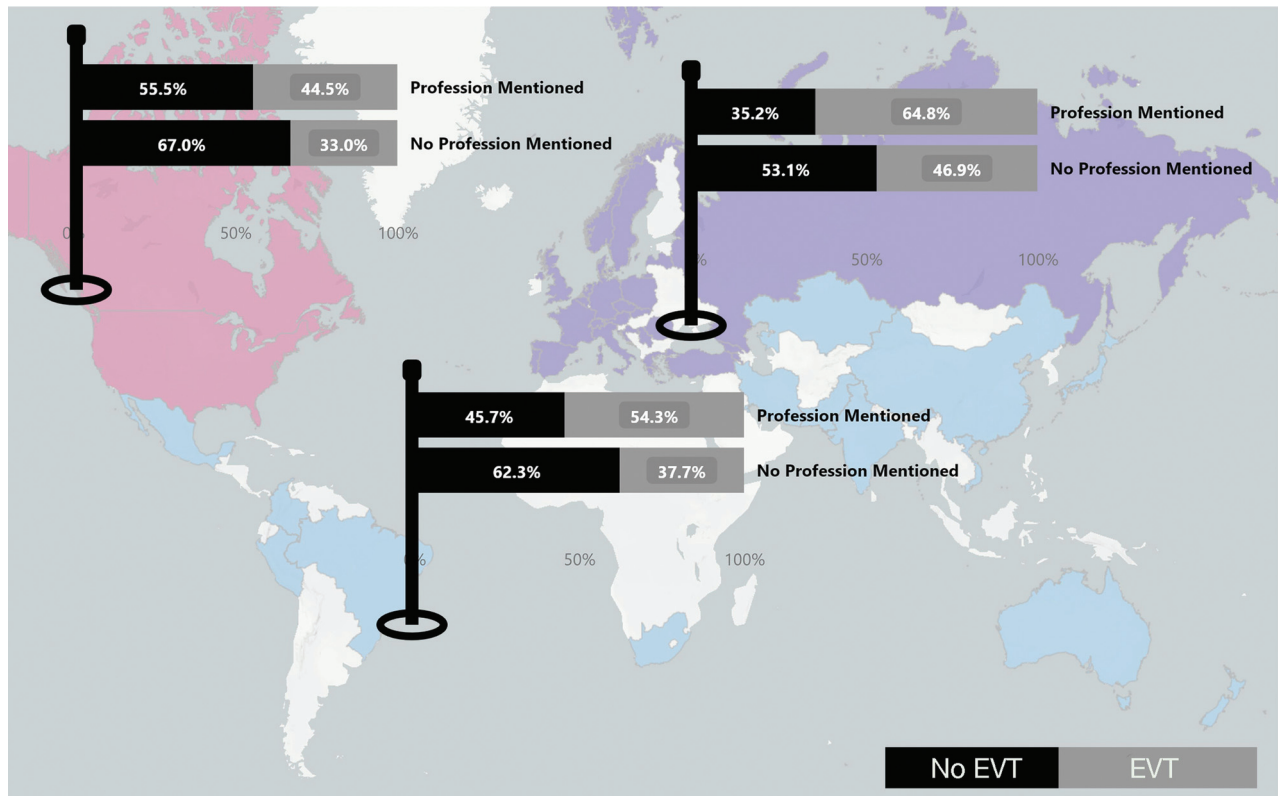 55.5% 44.5% Profession Mentioned
67.0% 33.0% No Profession Mentioned
50% 100%
35.2% 64.8% Profession Mentioned
53.1% 46.9% No Profession Mentioned
50% 100%
45.7% 54.3% Profession Mentioned
62.3% 37.7% No Profession Mentioned
0% 50% 100%
No EVT EVT